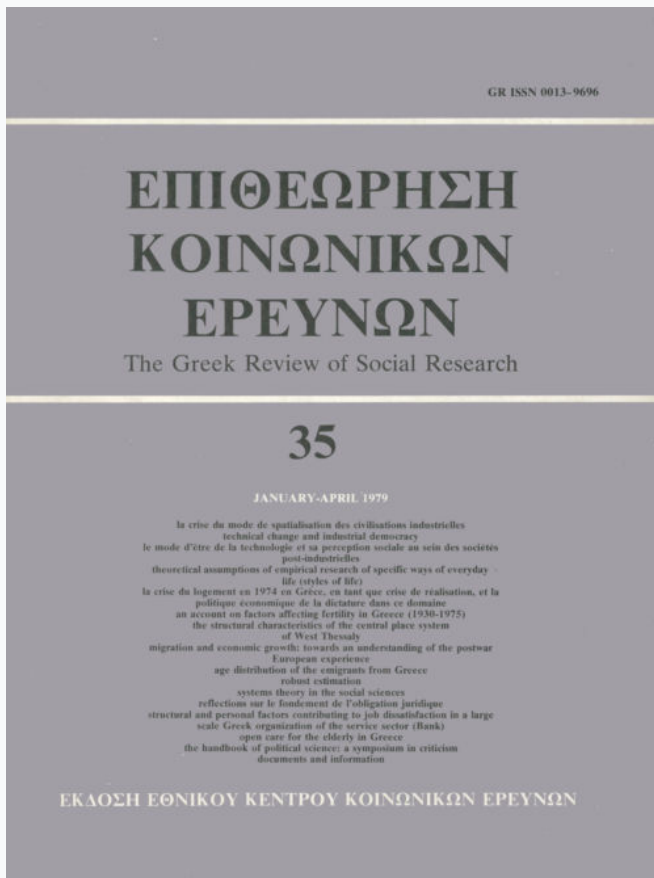 GR ISSN 0013–9696
ΕΠΙΘΕΩΡΗΣΗ
ΚΟΙΝΩΝΙΚΩΝ
ΕΡΕΥΝΩΝ
The Greek Review of Social Research
35
JANUARY-APRIL 1979
la crise du mode de spatialisation des civilisations industrielles
technical change and industrial democracy
le mode d'être de la technologie et sa perception sociale au sein des sociétés
post-industrielles
theoretical assumptions of empirical research of specific ways of everyday
life (styles of life)
la crise du logement en 1974 en Grèce, en tant que crise de réalisation, et la
politique économique de la dictature dans ce domaine
an account on factors affecting fertility in Greece (1930-1975)
the structural characteristics of the central place system
of West Thessaly
migration and economic growth: towards an understanding of the postwar
European experience
age distribution of the emigrants from Greece
robust estimation
systems theory in the social sciences
reflections sur le fondement de l'obligation juridique
structural and personal factors contributing to job dissatisfaction in a large
scale Greek organization of the service sector (Bank)
open care for the elderly in Greece
the handbook of political science: a symposium in criticism
documents and information
ΕΚΔΟΣΗ ΕΘΝΙΚΟΥ ΚΕΝΤΡΟΥ ΚΟΙΝΩΝΙΚΩΝ ΕΡΕΥΝΩΝ